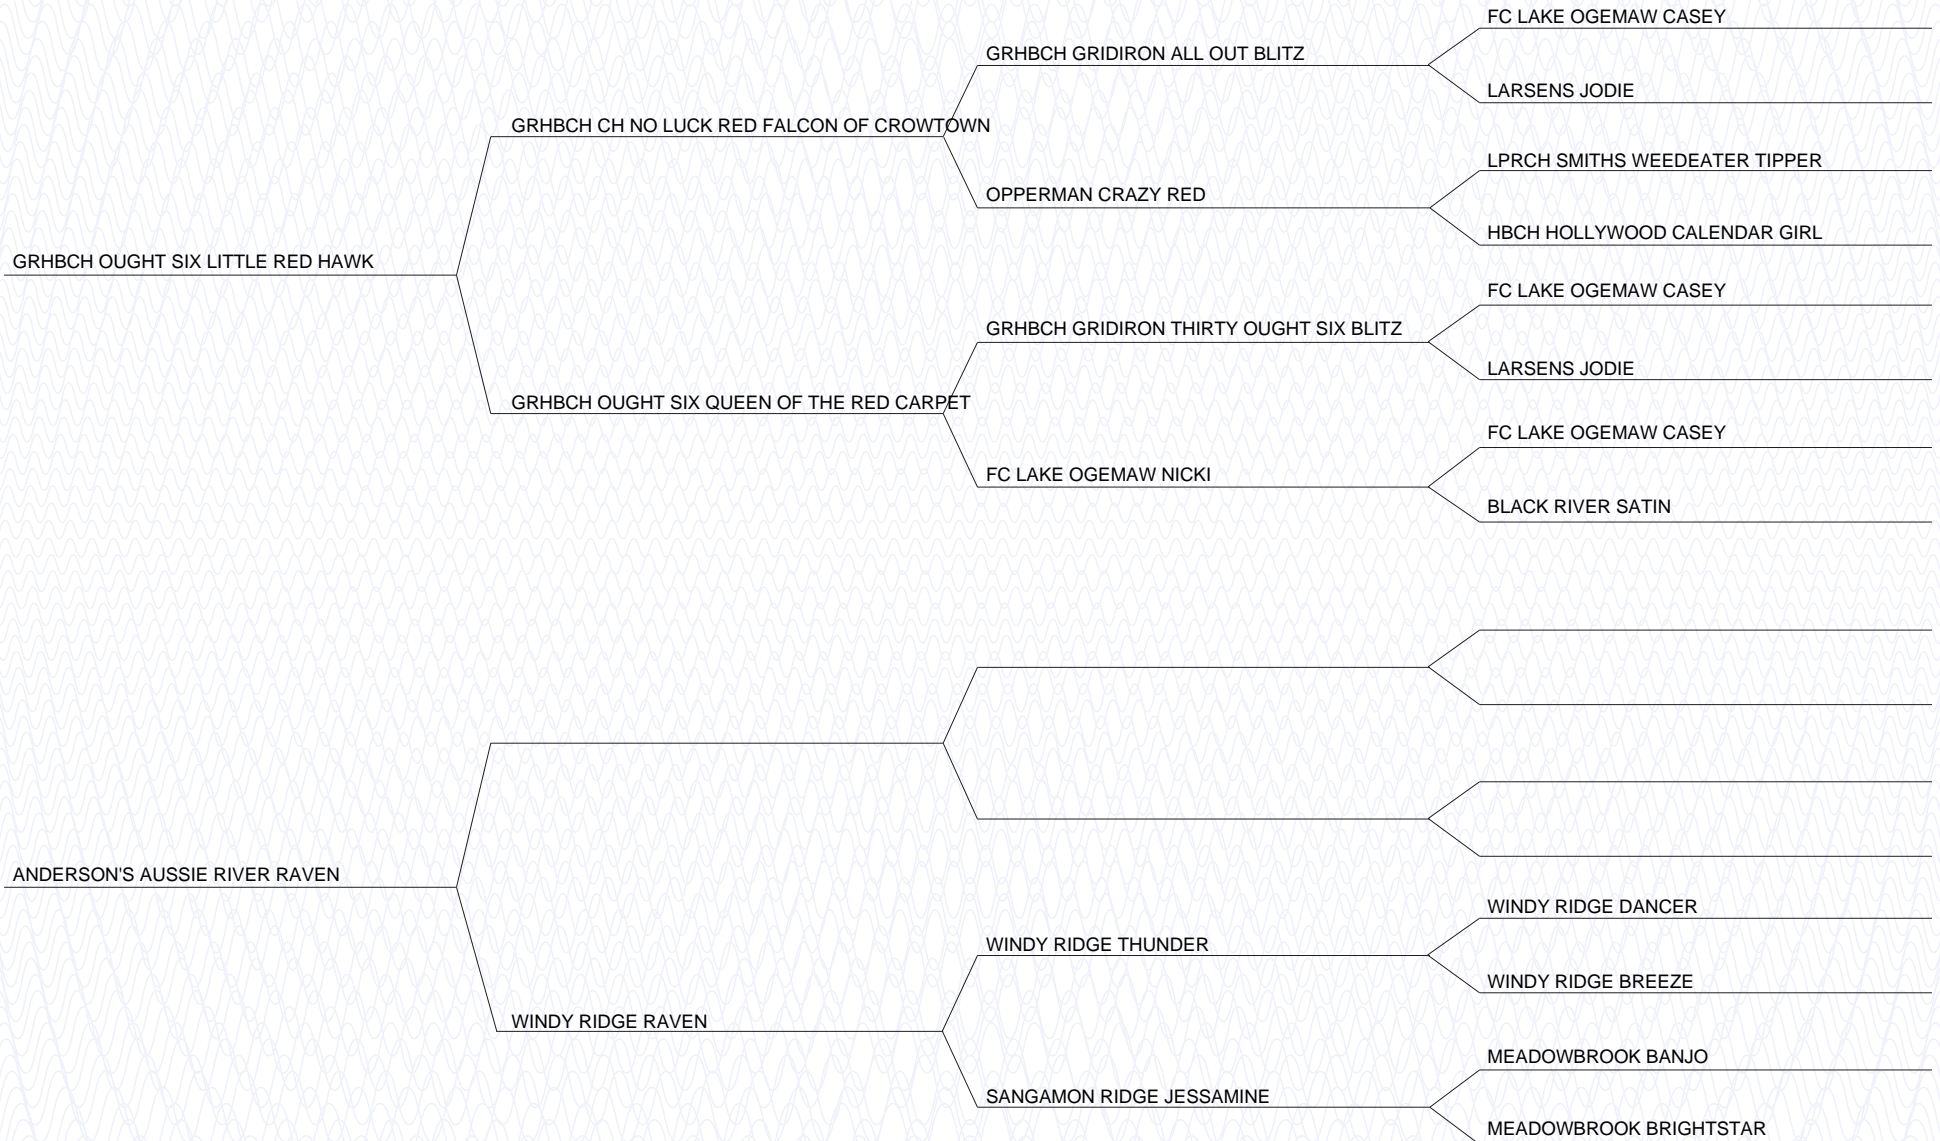 FC LAKE OGEMAW CASEY
GRHBCH GRIDIRON ALL OUT BLITZ
LARSENS JODIE
GRHBCH CH NO LUCK RED FALCON OF CROWTOWN
LPRCH SMITHS WEEDEATER TIPPER
OPPERMAN CRAZY RED
HBCH HOLLYWOOD CALENDAR GIRL
GRHBCH OUGHT SIX LITTLE RED HAWK
FC LAKE OGEMAW CASEY
GRHBCH GRIDIRON THIRTY OUGHT SIX BLITZ
LARSENS JODIE
GRHBCH OUGHT SIX QUEEN OF THE RED CARPET
FC LAKE OGEMAW CASEY
FC LAKE OGEMAW NICKI
BLACK RIVER SATIN
ANDERSON'S AUSSIE RIVER RAVEN
WINDY RIDGE DANCER
WINDY RIDGE THUNDER
WINDY RIDGE BREEZE
WINDY RIDGE RAVEN
MEADOWBROOK BANJO
SANGAMON RIDGE JESSAMINE
MEADOWBROOK BRIGHTSTAR